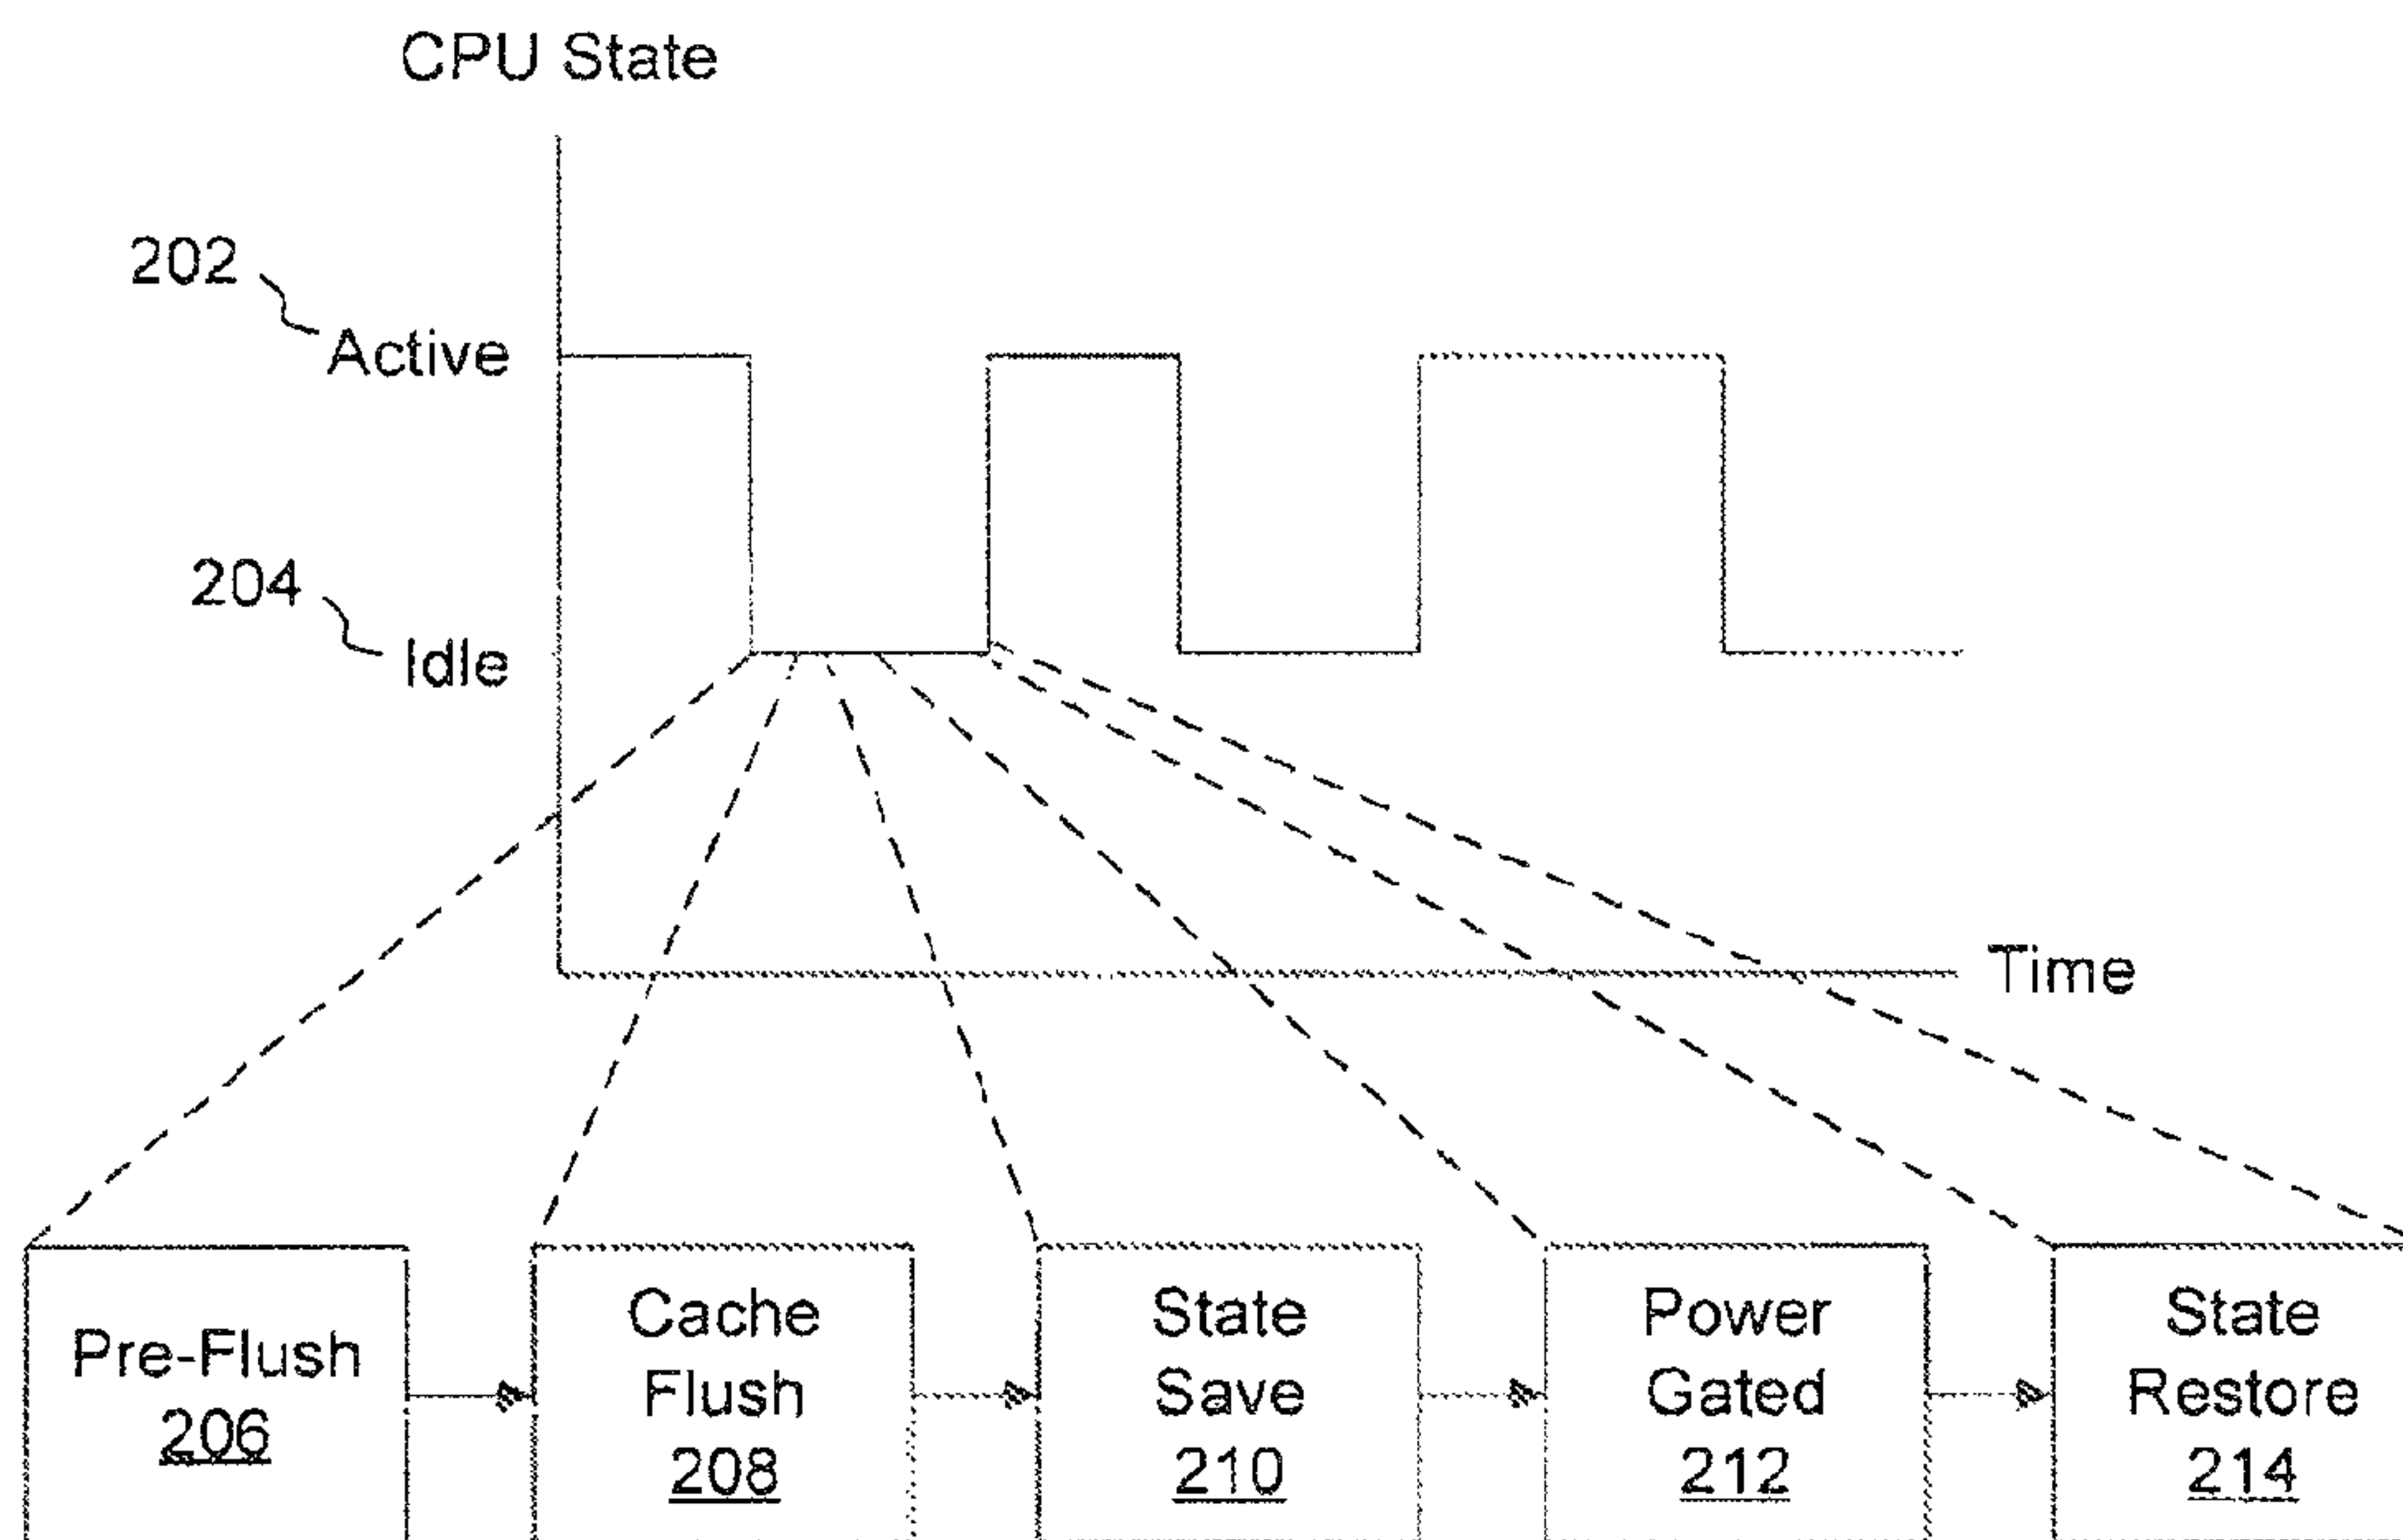 CPU State
202
Active
204
Idle
Time
Pre-Flush
206
Cache
Flush
208
State
Save
210
Power
Gated
212
State
Restore
214